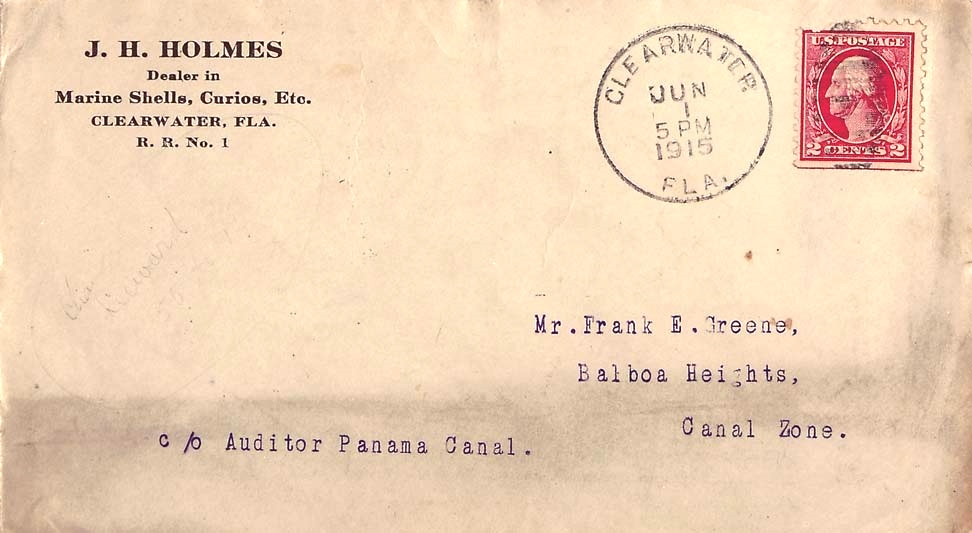 J. H. HOLMES
Dealer in
Marine Shells, Curios, Etc.
CLEARWATER, FLA.
R. R. No. 1
CLEARWATER
JUN
1
5 PM
1915
FLA.
U.S. POSTAGE
2 CENTS 2
Mr. Frank E. Greene,
Balboa Heights,
Canal Zone.
c/o Auditor Panama Canal.